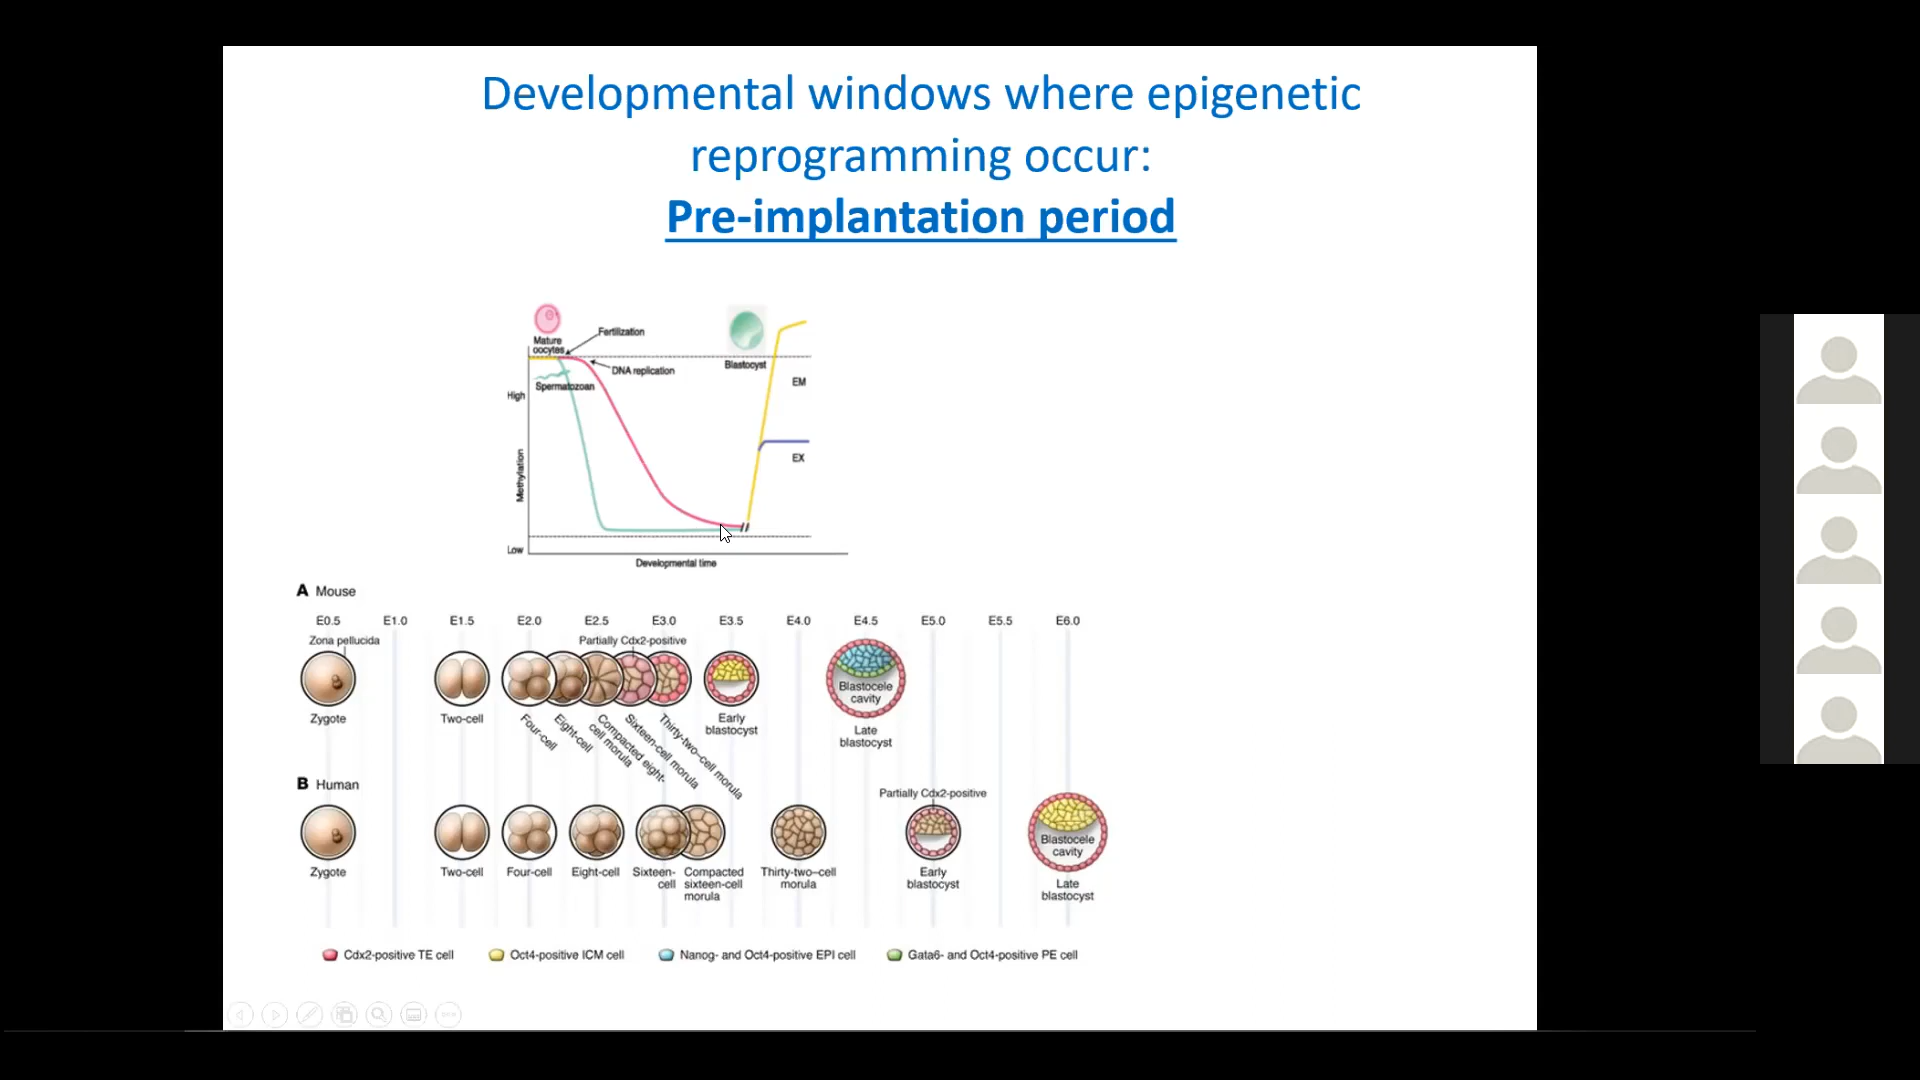 Developmental windows where epigenetic
reprogramming occur:
Pre-implantation period
Mature
oocytes
Fertilization
DNA replication
Spermatozoan
Blastocyst
High
EM
EX
Methylation
Low
Developmental time
A Mouse
E0.5 E1.0 E1.5 E2.0 E2.5 E3.0 E3.5 E4.0 E4.5 E5.0 E5.5 E6.0
Zona pellucida
Partially Cdx2-positive
Blastocele
cavity
Zygote
Two-cell
Four-cell
Eight-cell
Compacted eight-
cell morula
Sixteen-cell morula
Thirty-two–cell morula
Early
blastocyst
Late
blastocyst
B Human
Partially Cdx2-positive
Blastocele
cavity
Zygote
Two-cell
Four-cell
Eight-cell
Sixteen-
cell
Compacted
sixteen-cell
morula
Thirty-two–cell
morula
Early
blastocyst
Late
blastocyst
Cdx2-positive TE cell
Oct4-positive ICM cell
Nanog- and Oct4-positive EPI cell
Gata6- and Oct4-positive PE cell